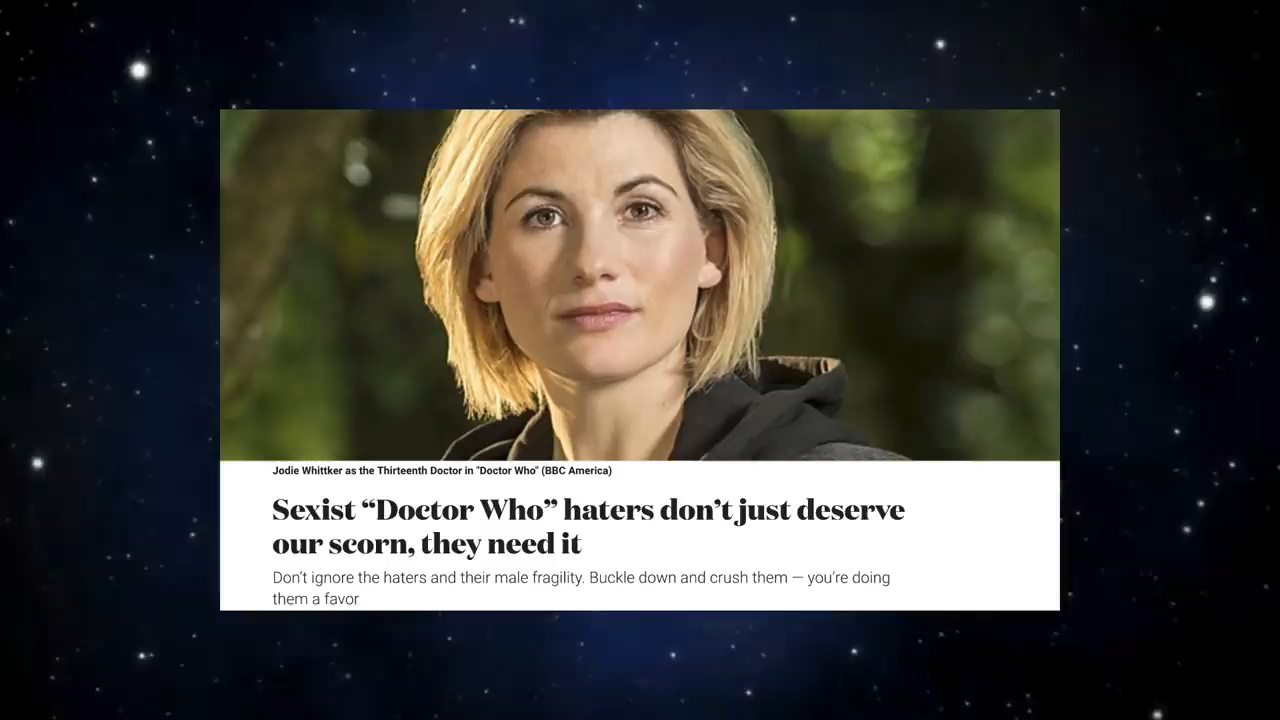 Jodie Whittker as the Thirteenth Doctor in "Doctor Who" (BBC America)
Sexist “Doctor Who” haters don’t just deserve
our scorn, they need it
Don’t ignore the haters and their male fragility. Buckle down and crush them — you’re doing
them a favor